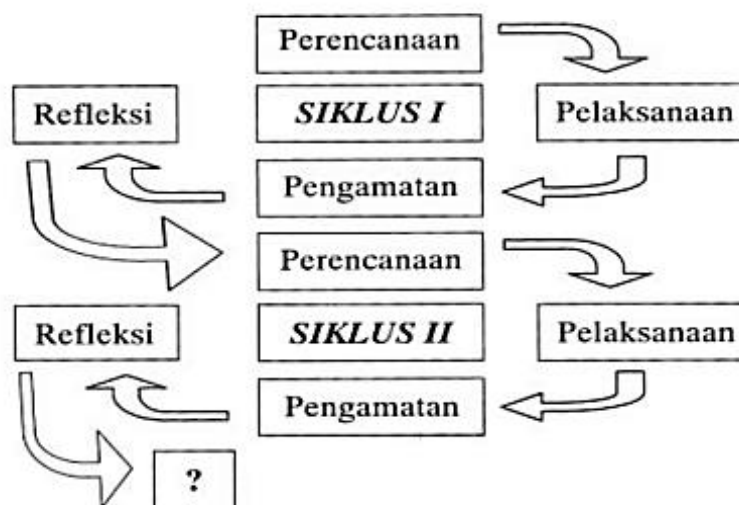 Perencanaan
Refleksi
SIKLUS I
Pelaksanaan
Pengamatan
Perencanaan
Refleksi
SIKLUS II
Pelaksanaan
Pengamatan
?